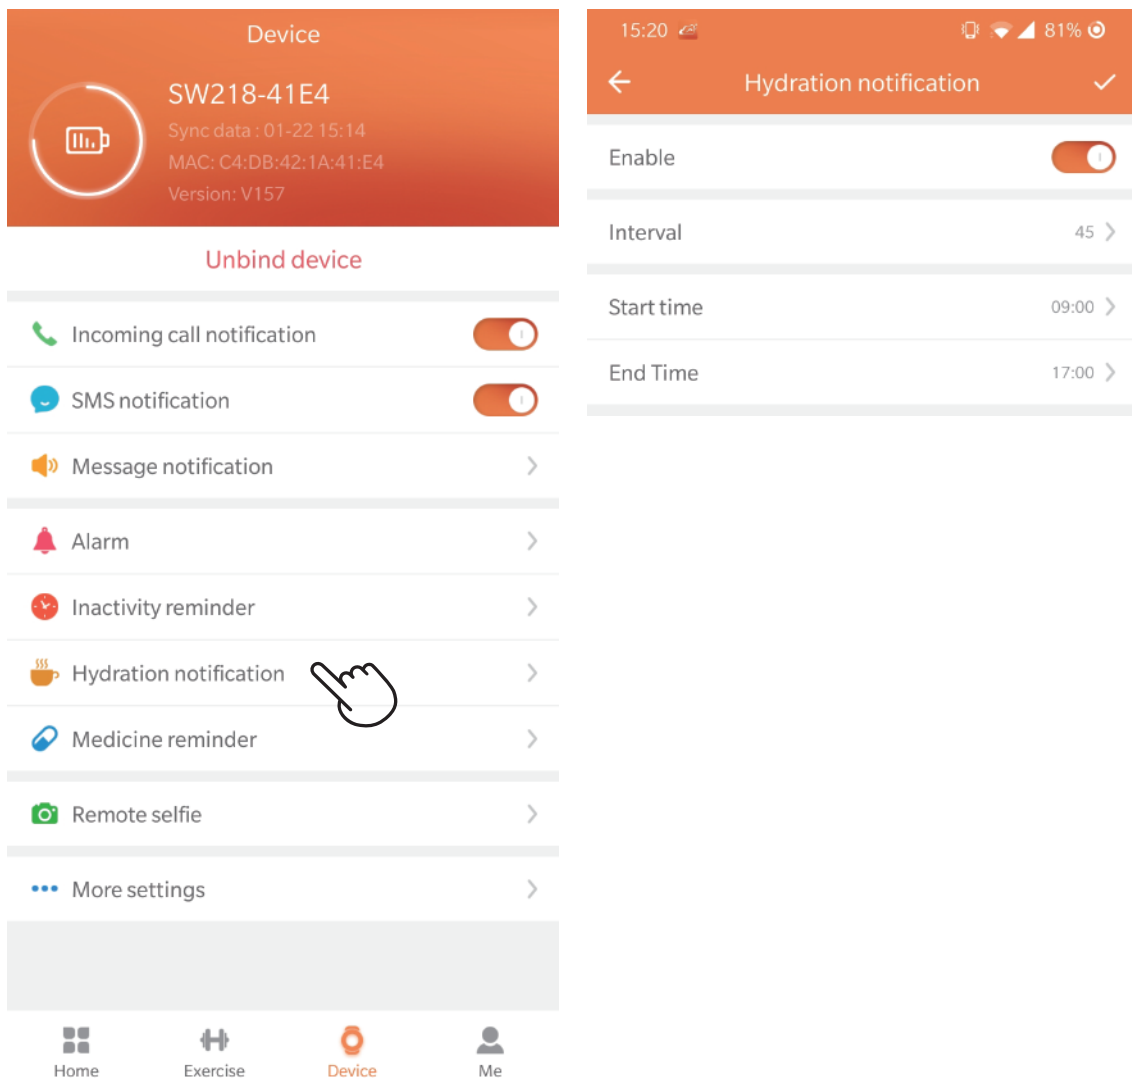 Device
SW218-41E4
Sync data : 01-22 15:14
MAC: C4:DB:42:1A:41:E4
Version: V157
Unbind device
Incoming call notification
SMS notification
Message notification
Alarm
Inactivity reminder
Hydration notification
Medicine reminder
Remote selfie
More settings
Home Exercise Device Me
15:20 81%
Hydration notification
Enable
Interval 45
Start time 09:00
End Time 17:00